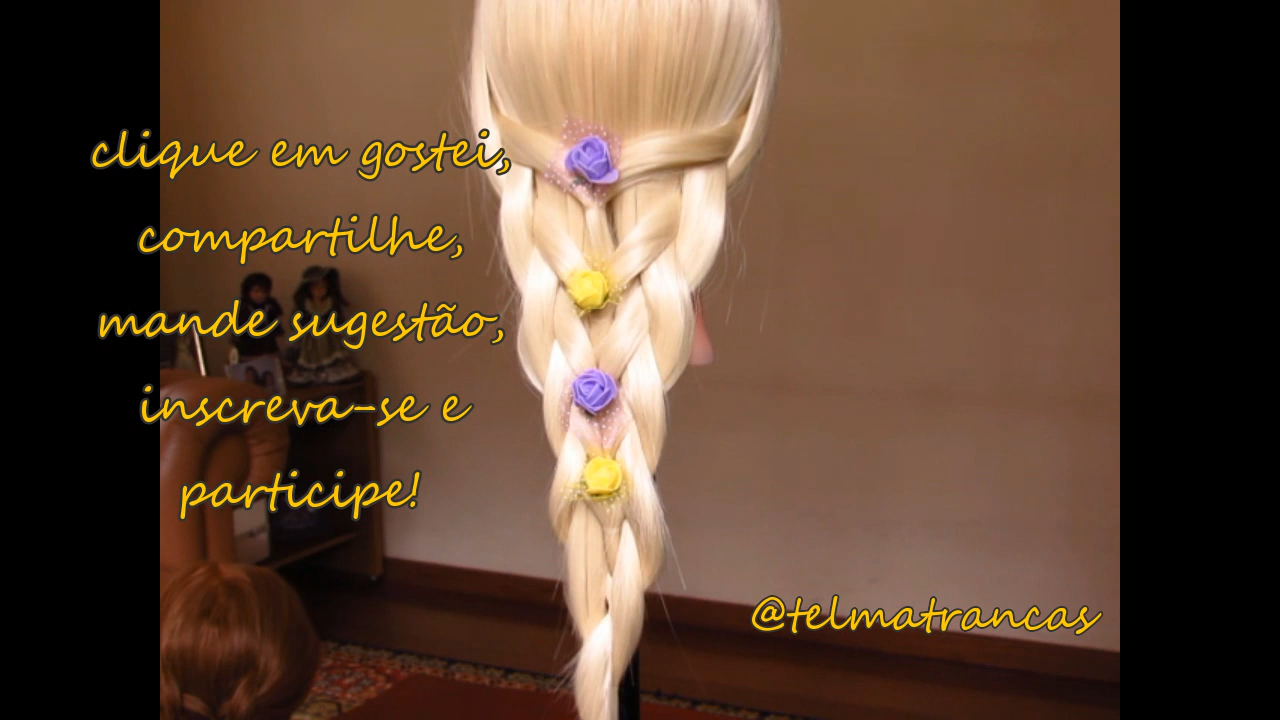 clique em gostei,
compartilhe,
mande sugestão,
inscreva-se e
participe!
@telmatrancas